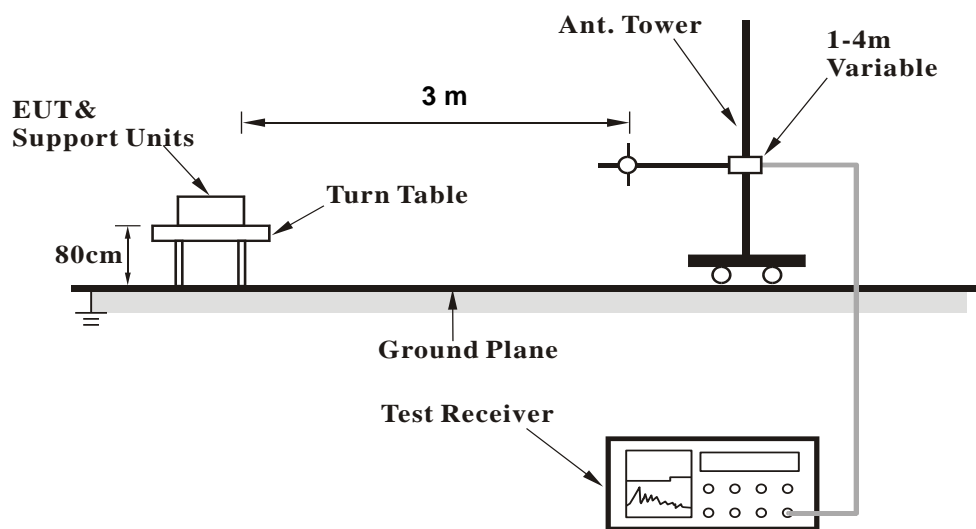 Ant. Tower
1-4m
Variable
3 m
EUT&
Support Units
Turn Table
80cm
Ground Plane
Test Receiver